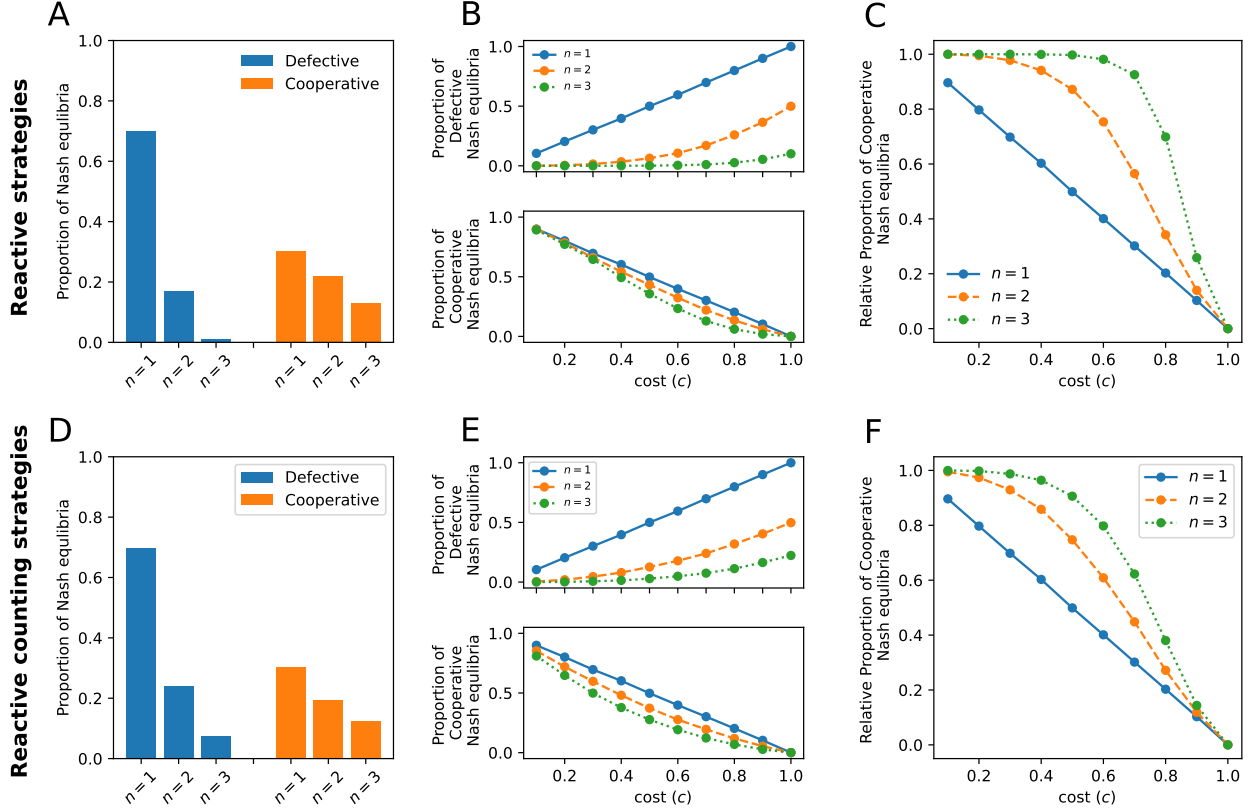 Reactive strategies
A
Proportion of Nash equlibria
1.0
0.8
0.6
0.4
0.2
0.0
Defective
Cooperative
n = 1
n = 2
n = 3
n = 1
n = 2
n = 3
B
Proportion of
Defective
Nash equlibria
1.0
0.5
0.0
n = 1
n = 2
n = 3
Proportion of
Cooperative
Nash equlibria
1.0
0.5
0.0
0.2 0.4 0.6 0.8 1.0
cost (c)
C
Relative Proportion of Cooperative
Nash equlibria
1.0
0.8
0.6
0.4
0.2
0.0
n = 1
n = 2
n = 3
0.2 0.4 0.6 0.8 1.0
cost (c)
Reactive counting strategies
D
Proportion of Nash equlibria
1.0
0.8
0.6
0.4
0.2
0.0
Defective
Cooperative
n = 1
n = 2
n = 3
n = 1
n = 2
n = 3
E
Proportion of
Defective
Nash equlibria
1.0
0.5
0.0
n = 1
n = 2
n = 3
Proportion of
Cooperative
Nash equlibria
1.0
0.5
0.0
0.2 0.4 0.6 0.8 1.0
cost (c)
F
Relative Proportion of Cooperative
Nash equlibria
1.0
0.8
0.6
0.4
0.2
0.0
n = 1
n = 2
n = 3
0.2 0.4 0.6 0.8 1.0
cost (c)